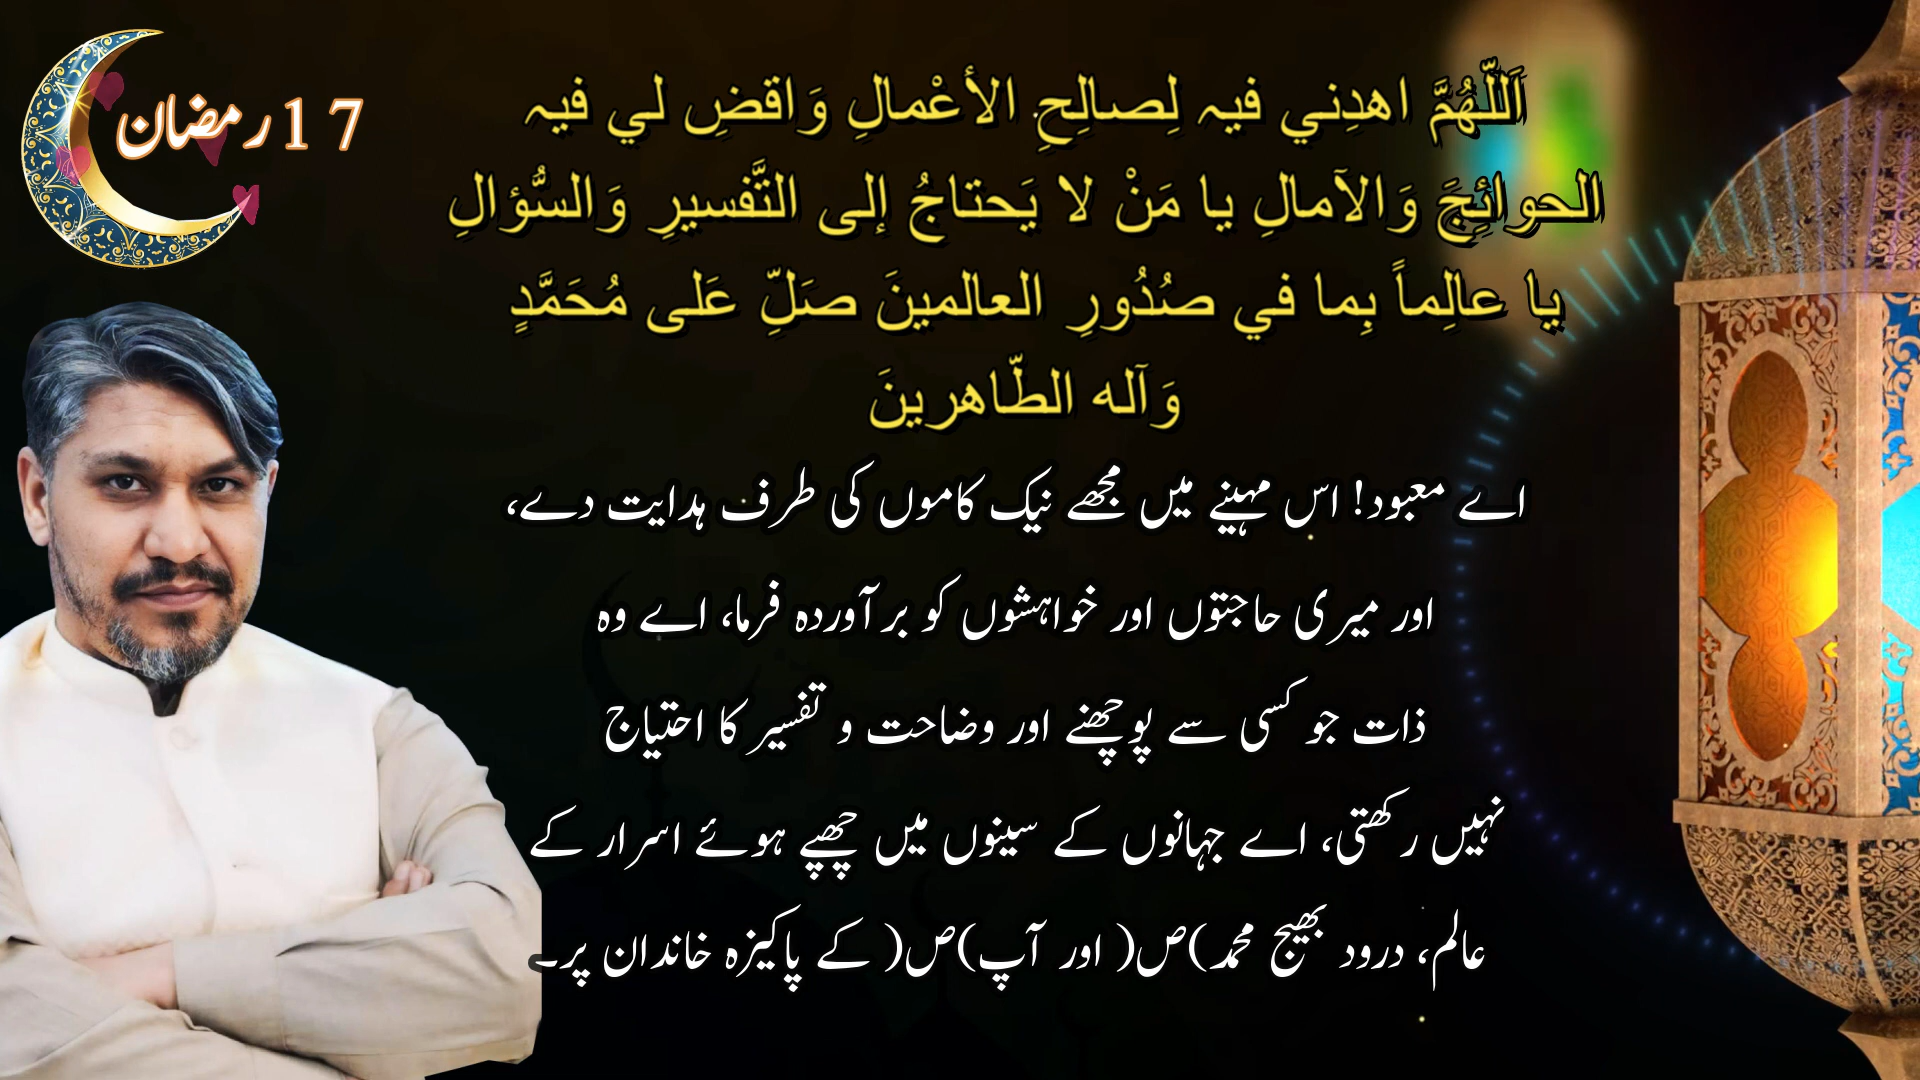 17 رمضان
اَللّهُمَّ اهدِني فيہ لِصالِحِ الأعْمالِ وَاقضِ لي فيہ
الحوائِجَ وَالآمالِ يا مَنْ لا يَحتاجُ إلى التَّفسيرِ وَالسُّؤالِ
يا عالِماً بِما في صُدُورِ العالمينَ صَلِّ عَلى مُحَمَّدٍ
وَآله الطّاهرينَ
اے معبود! اس مہینے میں مجھے نیک کاموں کی طرف ہدایت دے،
اور میری حاجتوں اور خواہشوں کو برآوردہ فرما، اے وہ
ذات جو کسی سے پوچھنے اور وضاحت و تفسیر کا احتیاج
نہیں رکھتی، اے جہانوں کے سینوں میں چھپے ہوئے اسرار کے
عالم، درود بھیج محمد)ص( اور آپ)ص( کے پاکیزہ خاندان پر۔